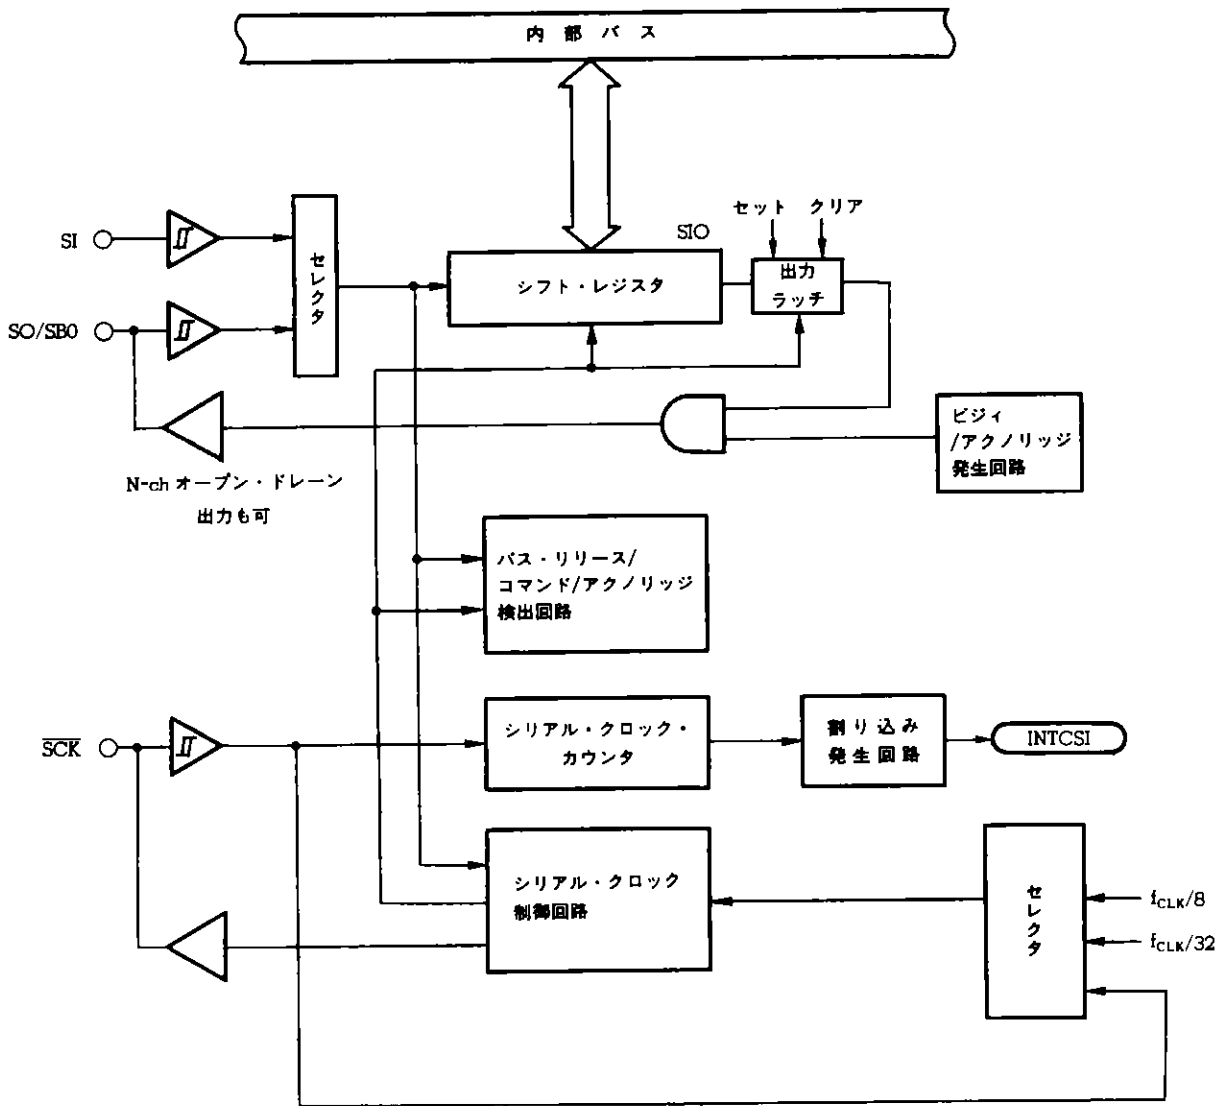 内部バス
セット クリア
SI
セレクタ
SIO
シフト・レジスタ
出力
ラッチ
SO/SB0
ビジィ
/アクノリッジ
発生回路
N-ch オープン・ドレーン
出力も可
バス・リリース/
コマンド/アクノリッジ
検出回路
SCK
シリアル・クロック・
カウンタ
割り込み
発生回路
INTCSI
シリアル・クロック
制御回路
セレクタ
fCLK/8
fCLK/32